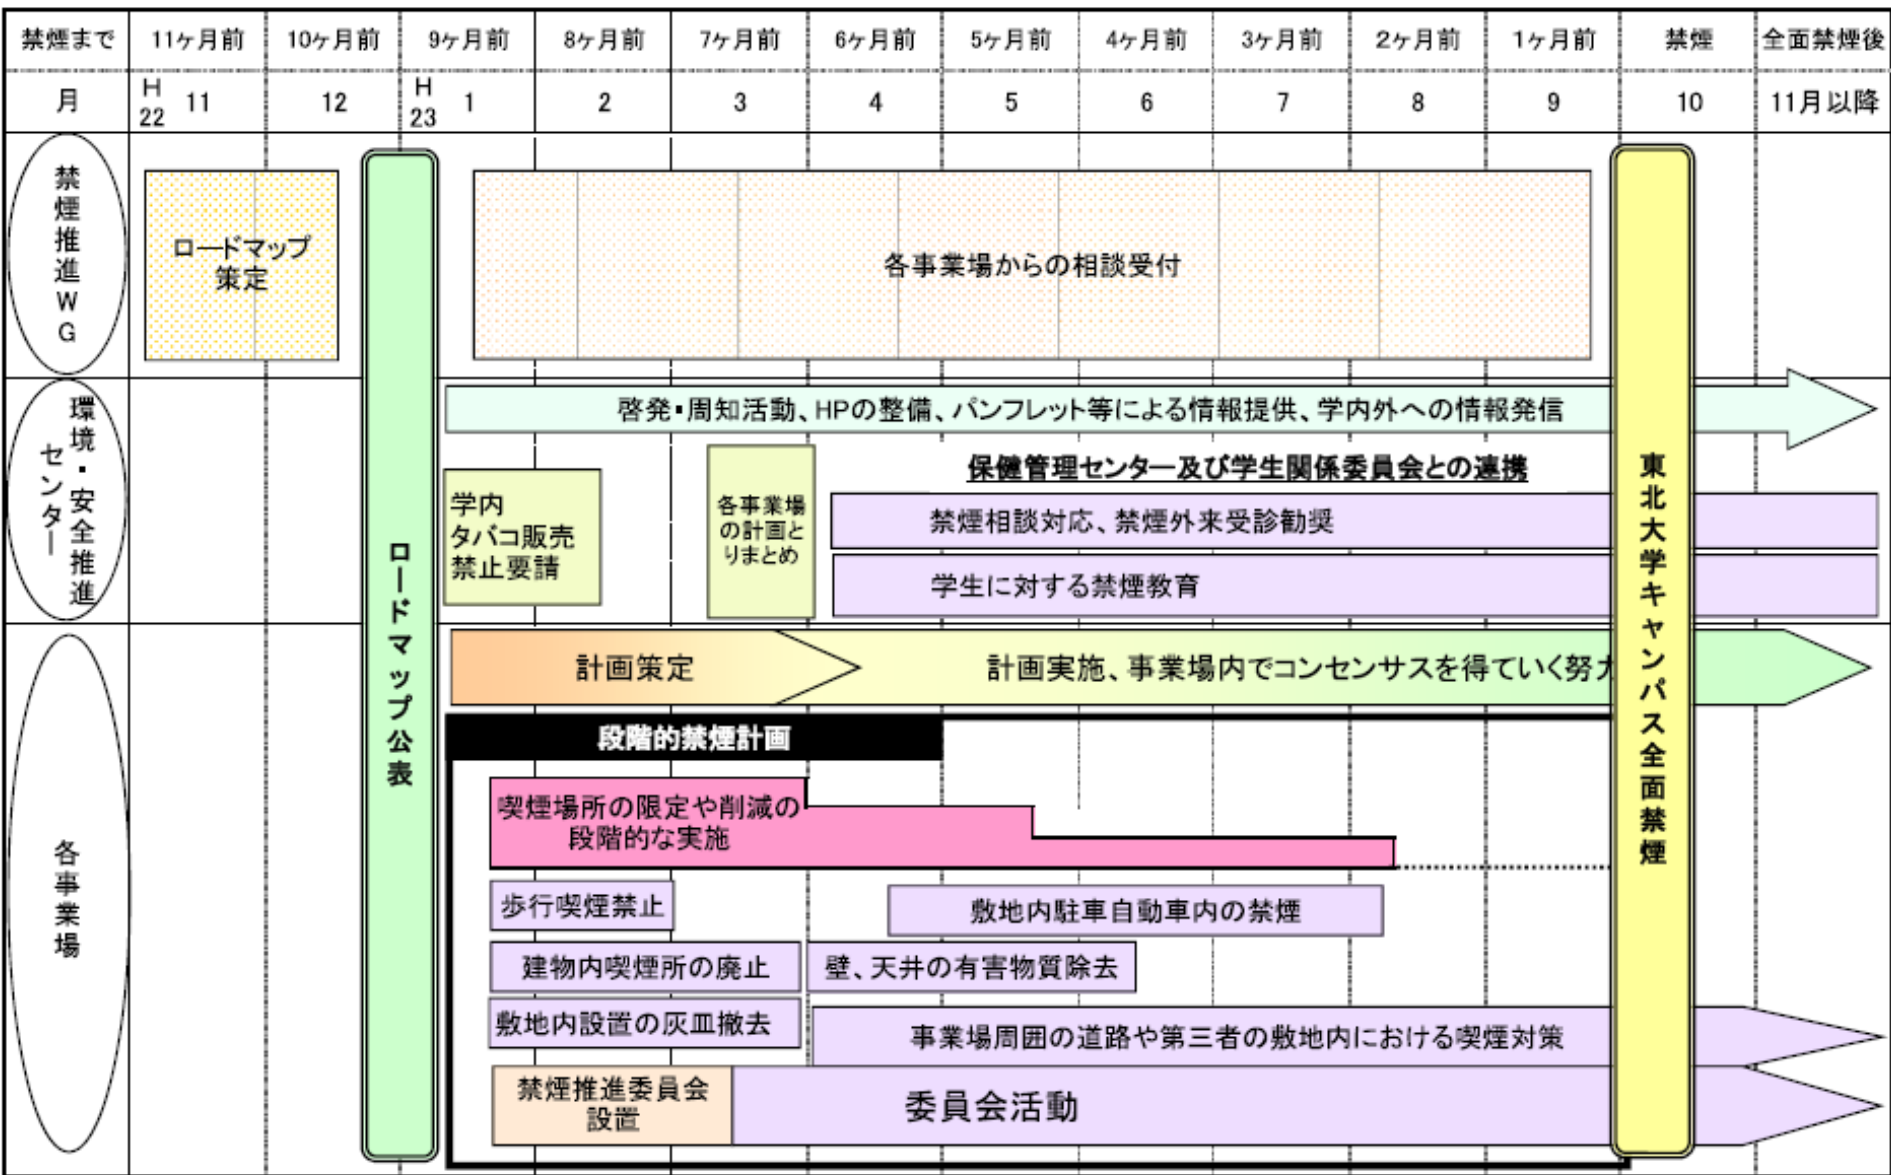 禁煙まで 11ヶ月前 10ヶ月前 9ヶ月前 8ヶ月前 7ヶ月前 6ヶ月前 5ヶ月前 4ヶ月前 3ヶ月前 2ヶ月前 1ヶ月前 禁煙 全面禁煙後
月 H22 11 12 H23 1 2 3 4 5 6 7 8 9 10 11月以降
禁煙推進WG
ロードマップ
策定
各事業場からの相談受付
ロードマップ公表
東北大学キャンパス全面禁煙
環境・安全推進
センター
啓発・周知活動、HPの整備、パンフレット等による情報提供、学内外への情報発信
学内
タバコ販売
禁止要請
各事業場
の計画と
りまとめ
保健管理センター及び学生関係委員会との連携
禁煙相談対応、禁煙外来受診勧奨
学生に対する禁煙教育
各事業場
計画策定
計画実施、事業場内でコンセンサスを得ていく努
段階的禁煙計画
喫煙場所の限定や削減の
段階的な実施
歩行喫煙禁止
敷地内駐車自動車内の禁煙
建物内喫煙所の廃止
壁、天井の有害物質除去
敷地内設置の灰皿撤去
事業場周囲の道路や第三者の敷地内における喫煙対策
禁煙推進委員会
設置
委員会活動